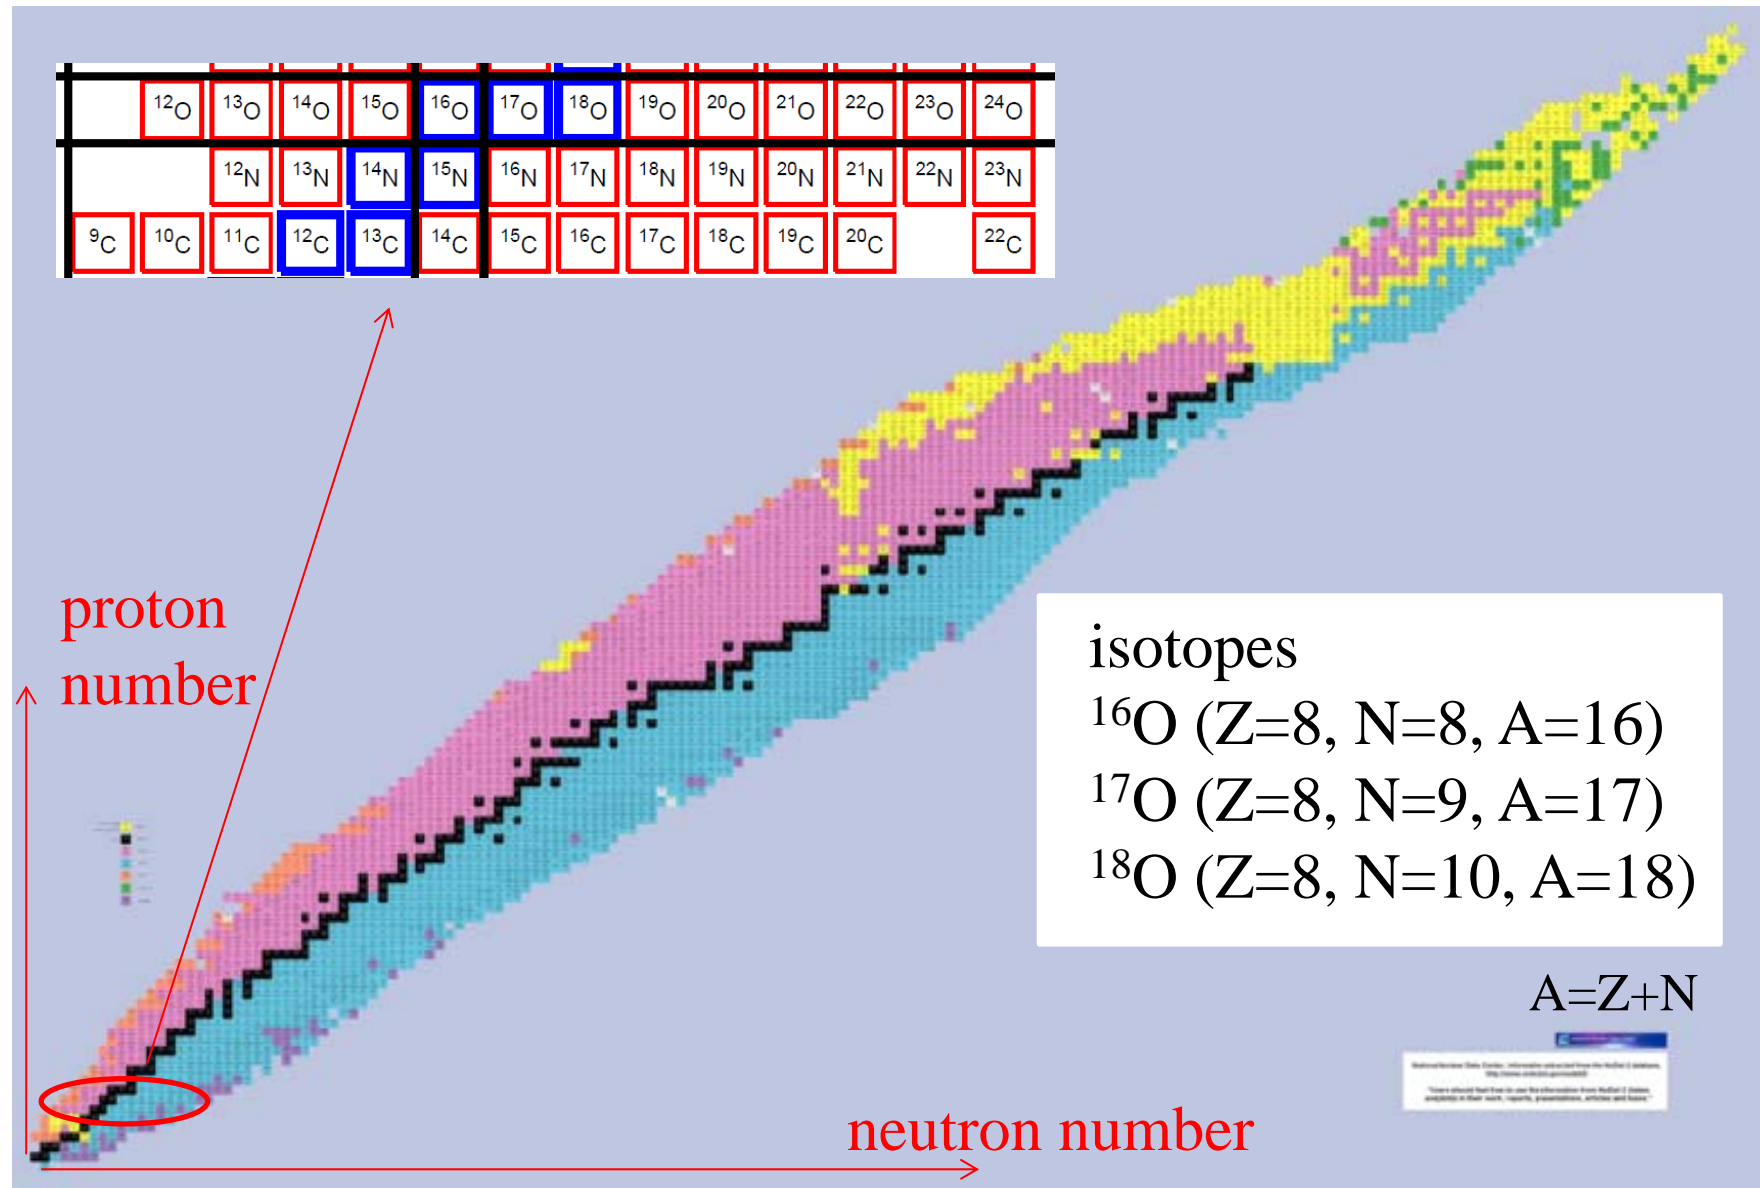 ¹²O ¹³O ¹⁴O ¹⁵O ¹⁶O ¹⁷O ¹⁸O ¹⁹O ²⁰O ²¹O ²²O ²³O ²⁴O
¹²N ¹³N ¹⁴N ¹⁵N ¹⁶N ¹⁷N ¹⁸N ¹⁹N ²⁰N ²¹N ²²N ²³N
⁹C ¹⁰C ¹¹C ¹²C ¹³C ¹⁴C ¹⁵C ¹⁶C ¹⁷C ¹⁸C ¹⁹C ²⁰C ²²C
proton
number
isotopes
¹⁶O (Z=8, N=8, A=16)
¹⁷O (Z=8, N=9, A=17)
¹⁸O (Z=8, N=10, A=18)
A=Z+N
neutron number